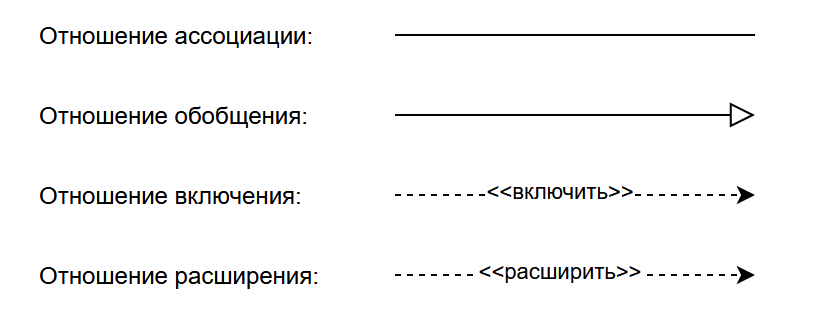 Отношение ассоциации:
Отношение обобщения:
Отношение включения: <<включить>>
Отношение расширения: <<расширить>>